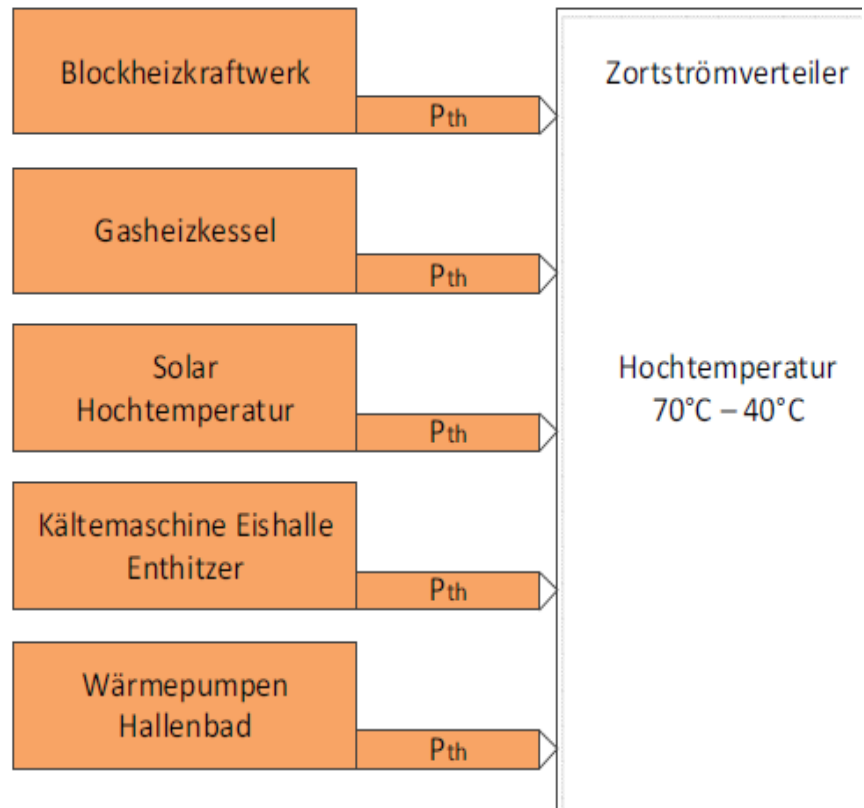 Blockheizkraftwerk
Pth
Zortströmverteiler
Gasheizkessel
Pth
Solar
Hochtemperatur
Pth
Hochtemperatur
70°C – 40°C
Kältemaschine Eishalle
Enthitzer
Pth
Wärmepumpen
Hallenbad
Pth